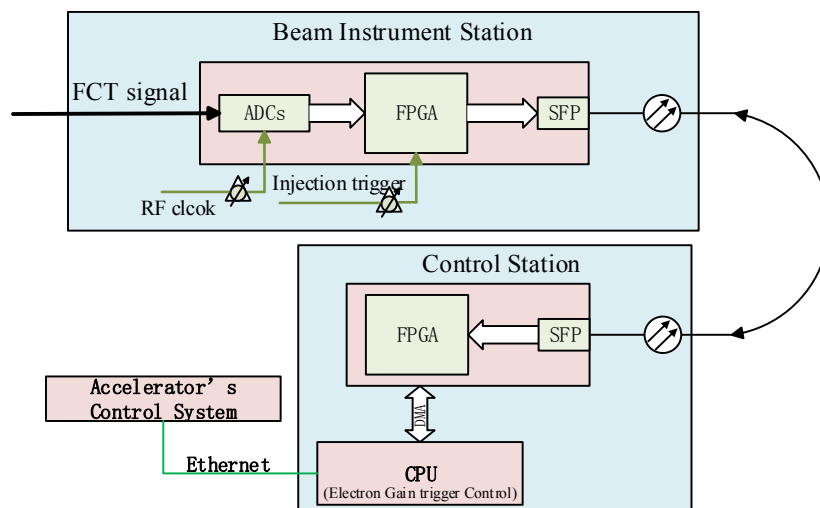 Beam Instrument Station
FCT signal
ADCs
FPGA
SFP
Injection trigger
RF clcok
Control Station
FPGA
SFP
Accelerator's
Control System
DMA
Ethernet
CPU
(Electron Gain trigger Control)